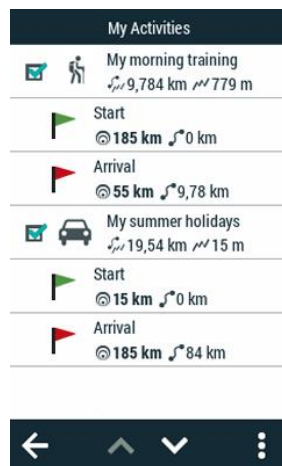 My Activities
My morning training
9,784 km 779 m
Start
185 km 0 km
Arrival
55 km 9,78 km
My summer holidays
19,54 km 15 m
Start
15 km 0 km
Arrival
185 km 84 km